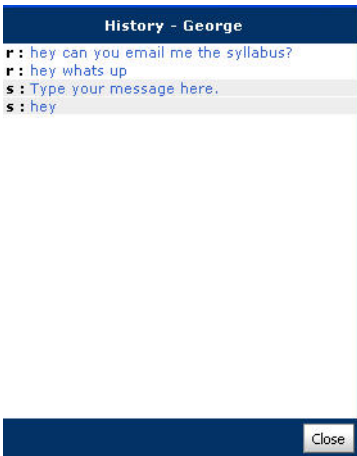 History - George
r : hey can you email me the syllabus?
r : hey whats up
s : Type your message here.
s : hey
Close